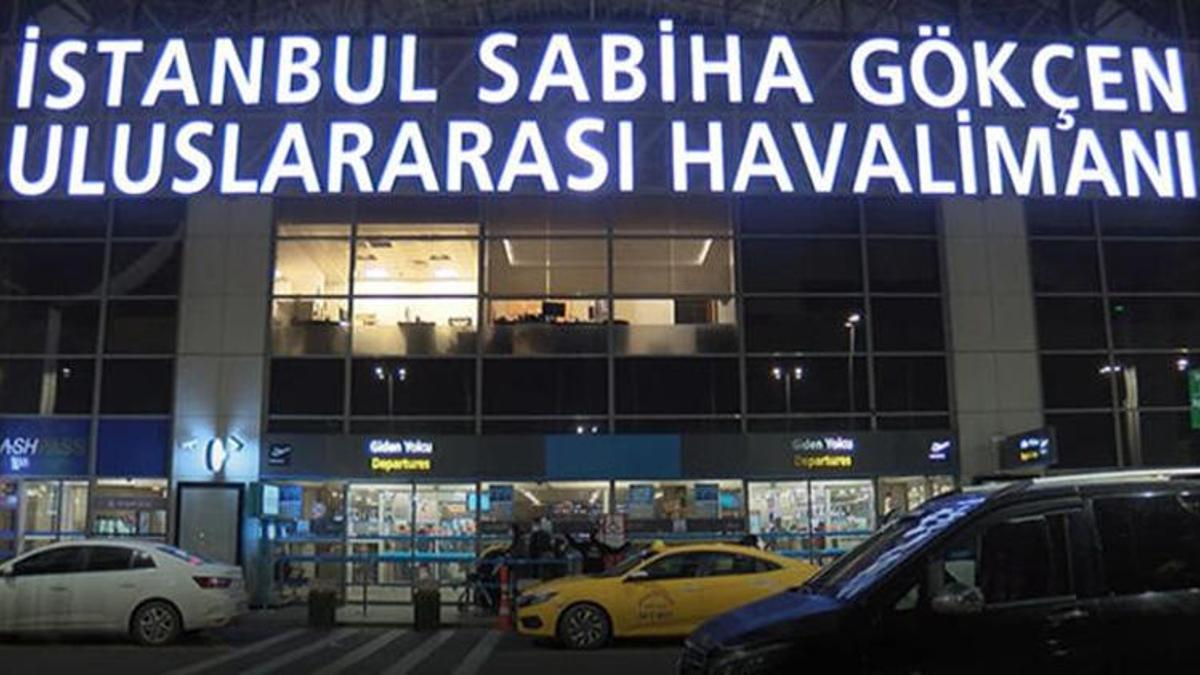 İSTANBUL SABİHA GÖKÇEN
ULUSLARARASI HAVALİMANI
Giden Yolcu
Departures
Giden Yolcu
Departures